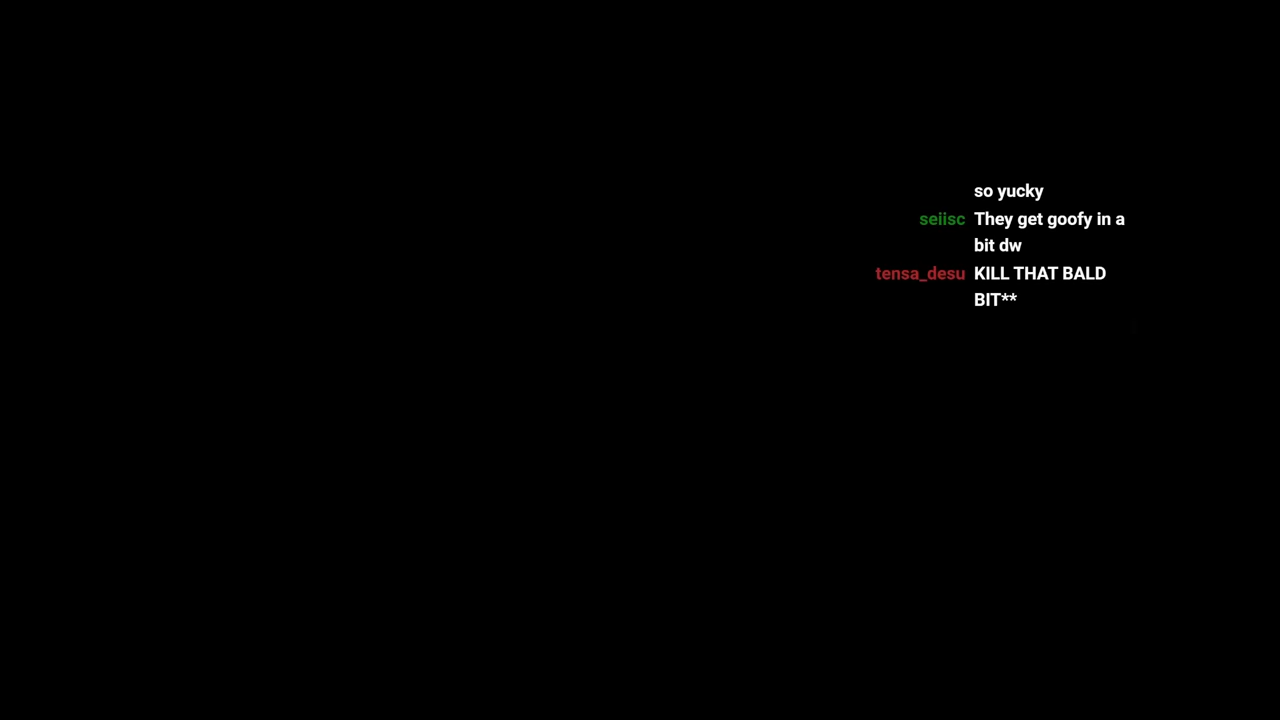 so yucky
seiisc They get goofy in a
bit dw
tensa_desu KILL THAT BALD
BIT**